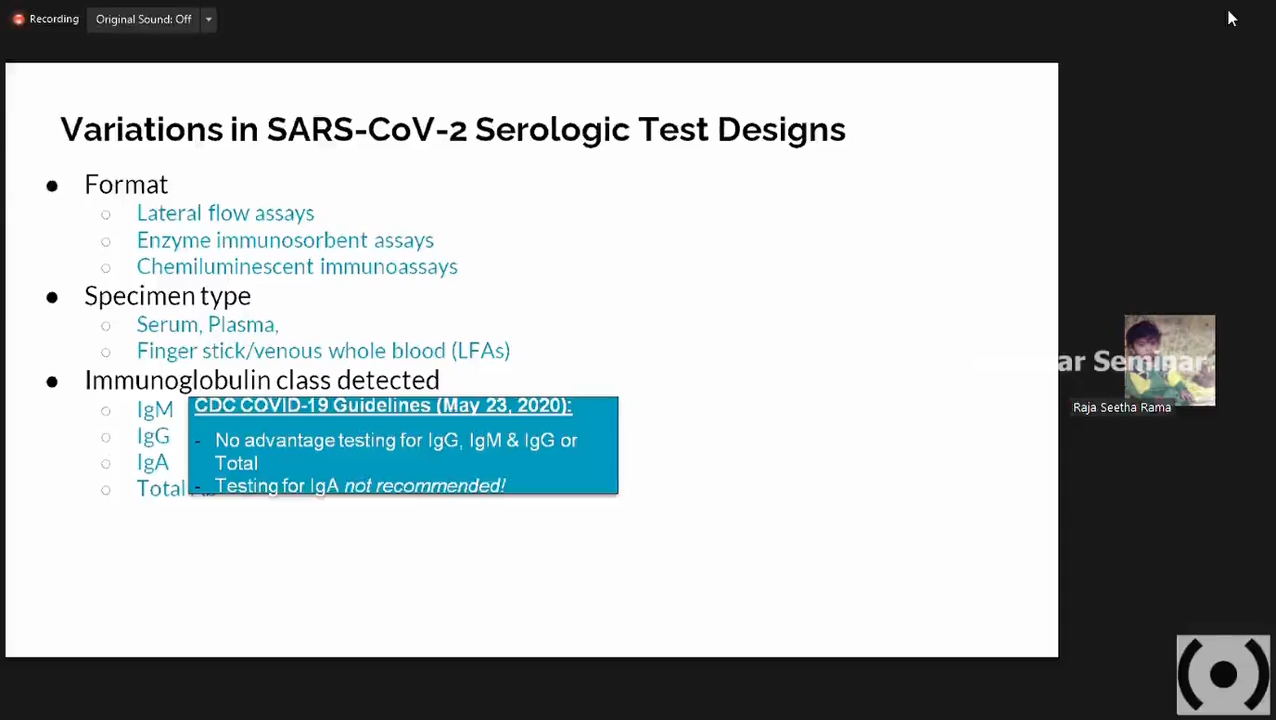 Recording
Original Sound: Off
Variations in SARS-CoV-2 Serologic Test Designs
Format
Lateral flow assays
Enzyme immunosorbent assays
Chemiluminescent immunoassays
Specimen type
Serum, Plasma,
Finger stick/venous whole blood (LFAs)
Immunoglobulin class detected
IgM
IgG
IgA
Total
CDC COVID-19 Guidelines (May 23, 2020):
- No advantage testing for IgG, IgM & IgG or
Total
- Testing for IgA not recommended!
Seminar
Raja Seetha Rama